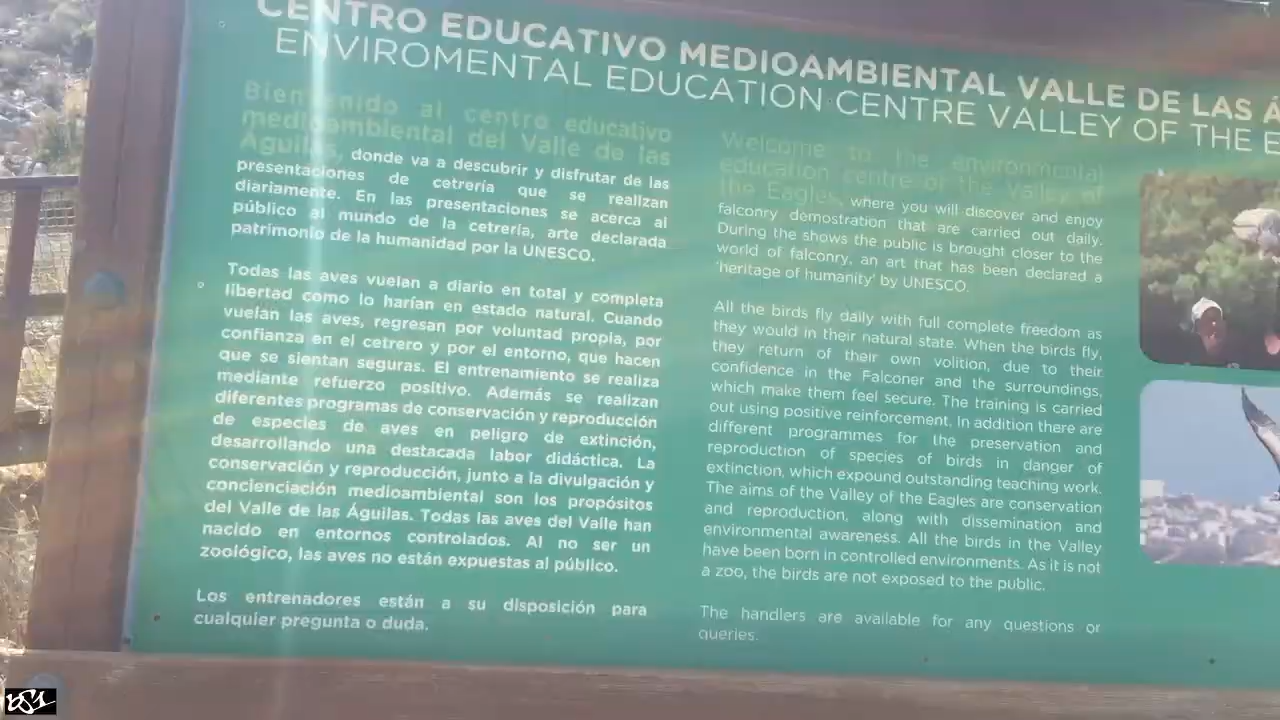 CENTRO EDUCATIVO MEDIOAMBIENTAL VALLE DE LAS
ENVIROMENTAL EDUCATION CENTRE VALLEY OF THE
Bienvenido al centro educativo
medioambiental del Valle de las
Águilas, donde va a descubrir y disfrutar de las
presentaciones de cetrería que se realizan
diariamente. En las presentaciones se acerca al
público al mundo de la cetrería, arte declarada
patrimonio de la humanidad por la UNESCO.
Todas las aves vuelan a diario en total y completa
libertad como lo harían en estado natural. Cuando
vuelan las aves, regresan por voluntad propia, por
confianza en el cetrero y por el entorno, que hacen
que se sientan seguras. El entrenamiento se realiza
mediante refuerzo positivo. Además se realizan
diferentes programas de conservación y reproducción
de especies de aves en peligro de extinción,
desarrollando una destacada labor didáctica. La
conservación y reproducción, junto a la divulgación y
concienciación medioambiental son los propósitos
del Valle de las Águilas. Todas las aves del Valle han
nacido en entornos controlados. Al no ser un
zoológico, las aves no están expuestas al público.
Los entrenadores están a su disposición para
cualquier pregunta o duda.
Welcome to the environmental
education centre of the Valley of
the Eagles, where you will discover and enjoy
falconry demostration that are carried out daily.
During the shows the public is brought closer to the
world of falconry, an art that has been declared a
'heritage of humanity' by UNESCO.
All the birds fly daily with full complete freedom as
they would in their natural state. When the birds fly,
they return of their own volition, due to their
confidence in the Falconer and the surroundings,
which make them feel secure. The training is carried
out using positive reinforcement. In addition there are
different programmes for the preservation and
reproduction of species of birds in danger of
extinction, which expound outstanding teaching work.
The aims of the Valley of the Eagles are conservation
and reproduction, along with dissemination and
environmental awareness. All the birds in the Valley
have been born in controlled environments. As it is not
a zoo, the birds are not exposed to the public.
The handlers are available for any questions or
queries.